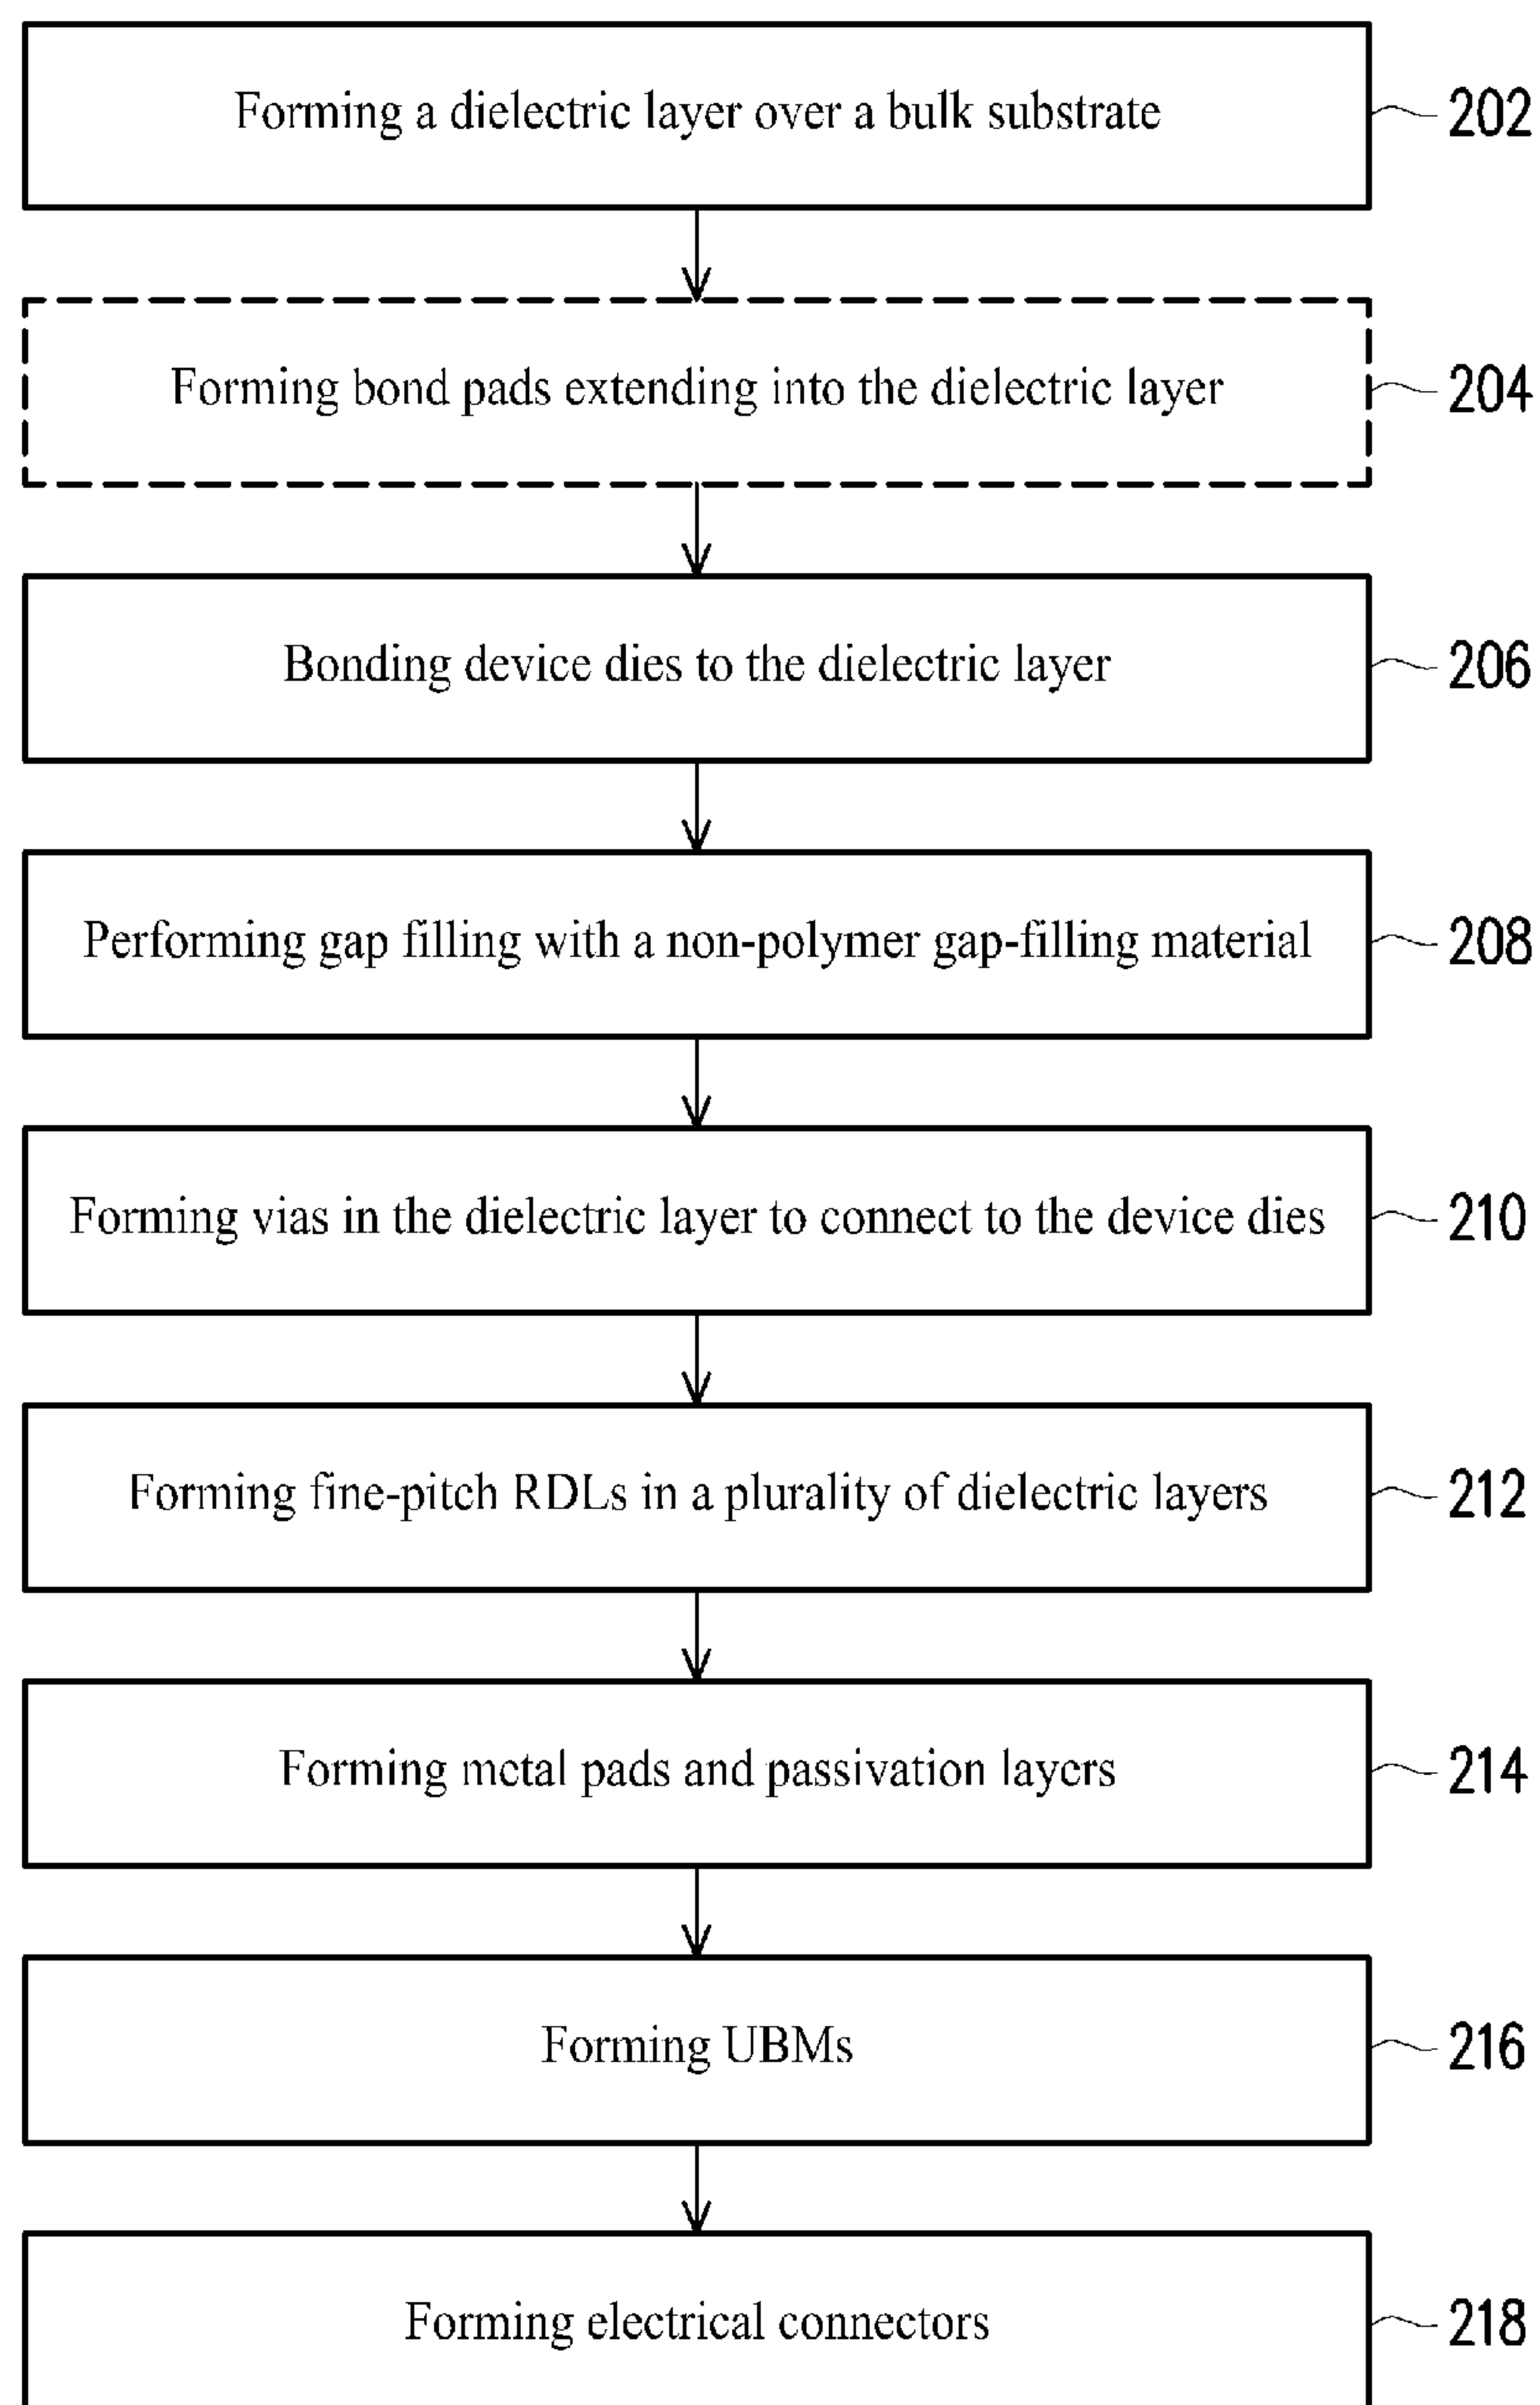 Forming a dielectric layer over a bulk substrate
202
Forming bond pads extending into the dielectric layer
204
Bonding device dies to the dielectric layer
206
Performing gap filling with a non-polymer gap-filling material
208
Forming vias in the dielectric layer to connect to the device dies
210
Forming fine-pitch RDLs in a plurality of dielectric layers
212
Forming metal pads and passivation layers
214
Forming UBMs
216
Forming electrical connectors
218